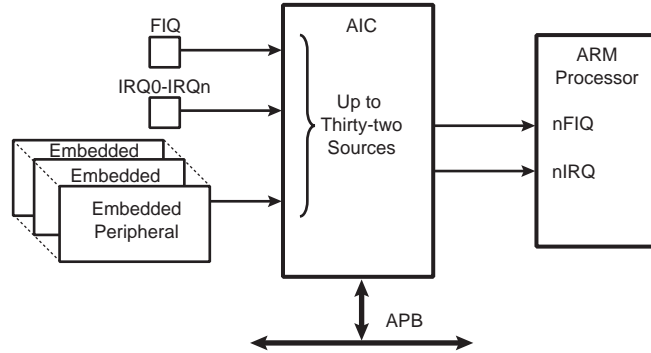 FIQ
IRQ0-IRQn
Embedded
Embedded
Embedded
Peripheral
AIC
Up to
Thirty-two
Sources
ARM
Processor
nFIQ
nIRQ
APB